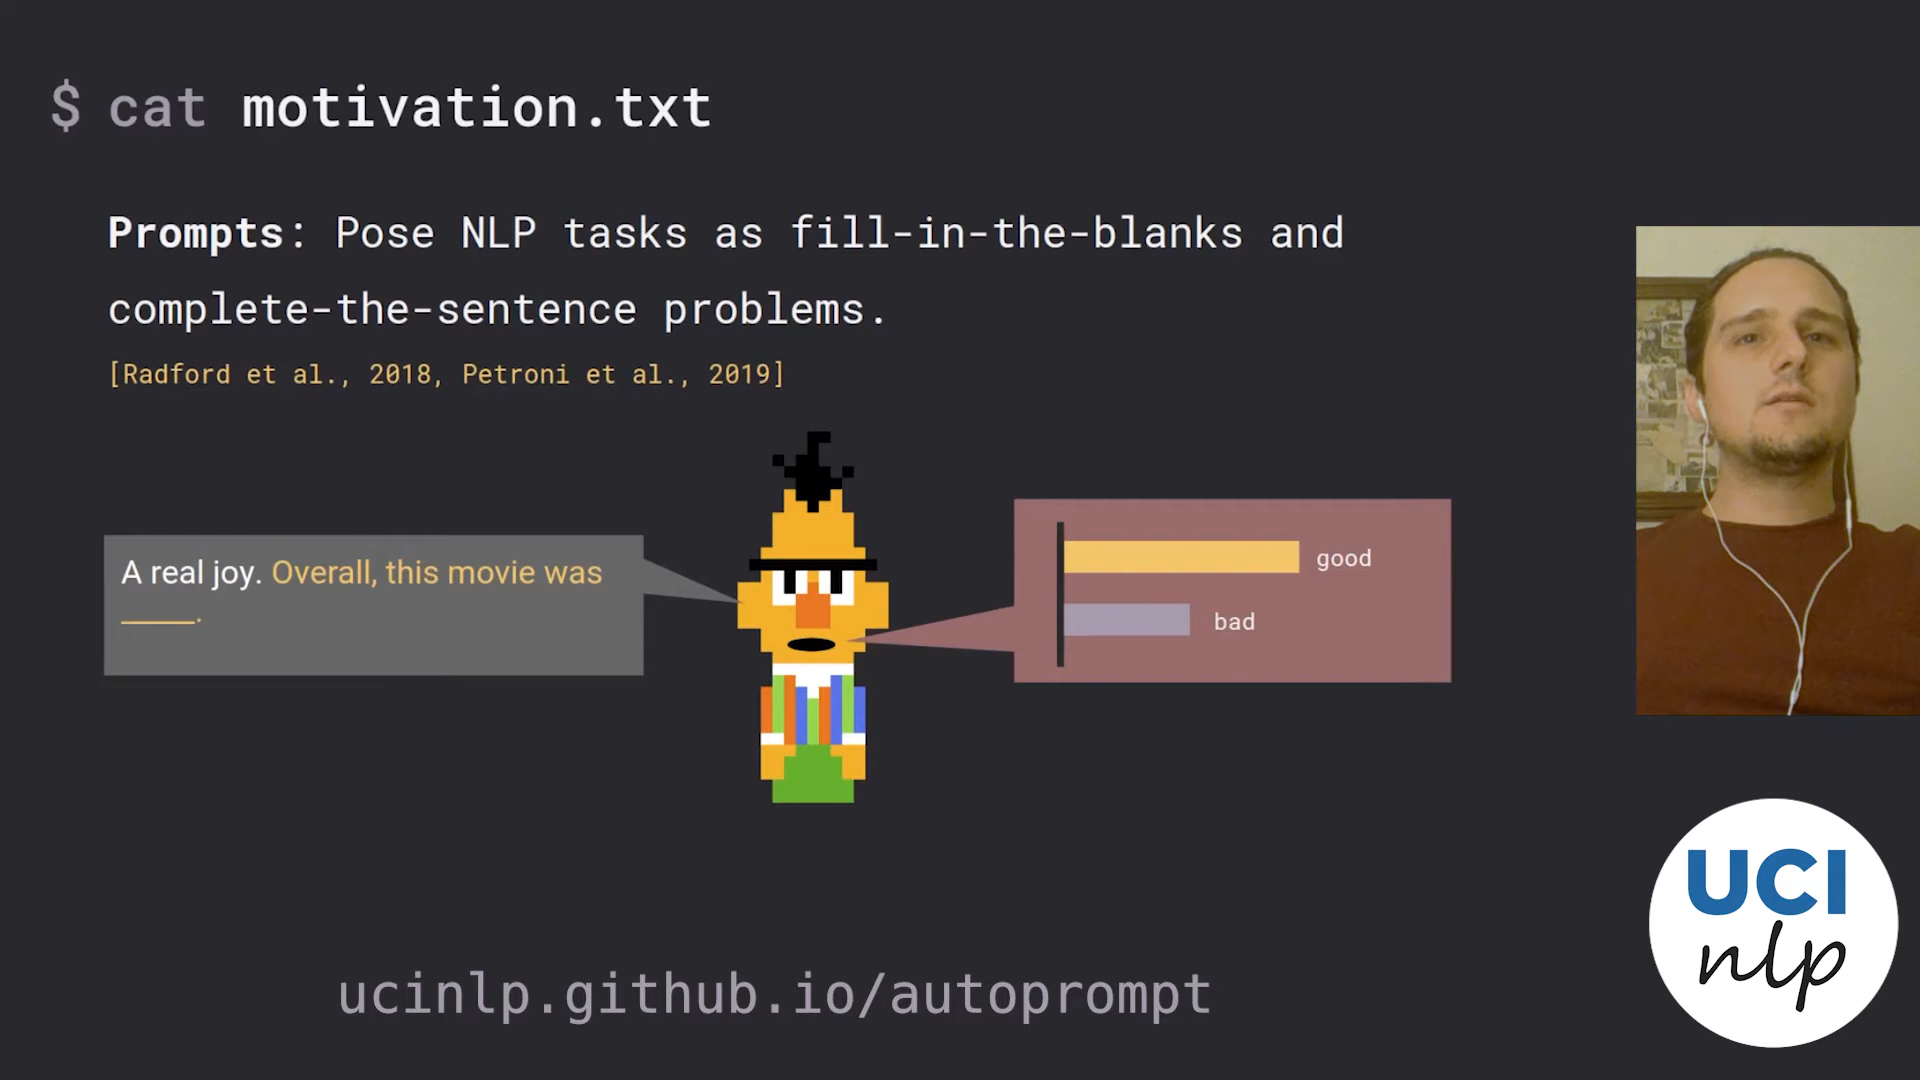 $ cat motivation.txt
Prompts: Pose NLP tasks as fill-in-the-blanks and
complete-the-sentence problems.
[Radford et al., 2018, Petroni et al., 2019]
A real joy. Overall, this movie was
_____.
good
bad
ucinlp.github.io/autoprompt
UCI
nlp